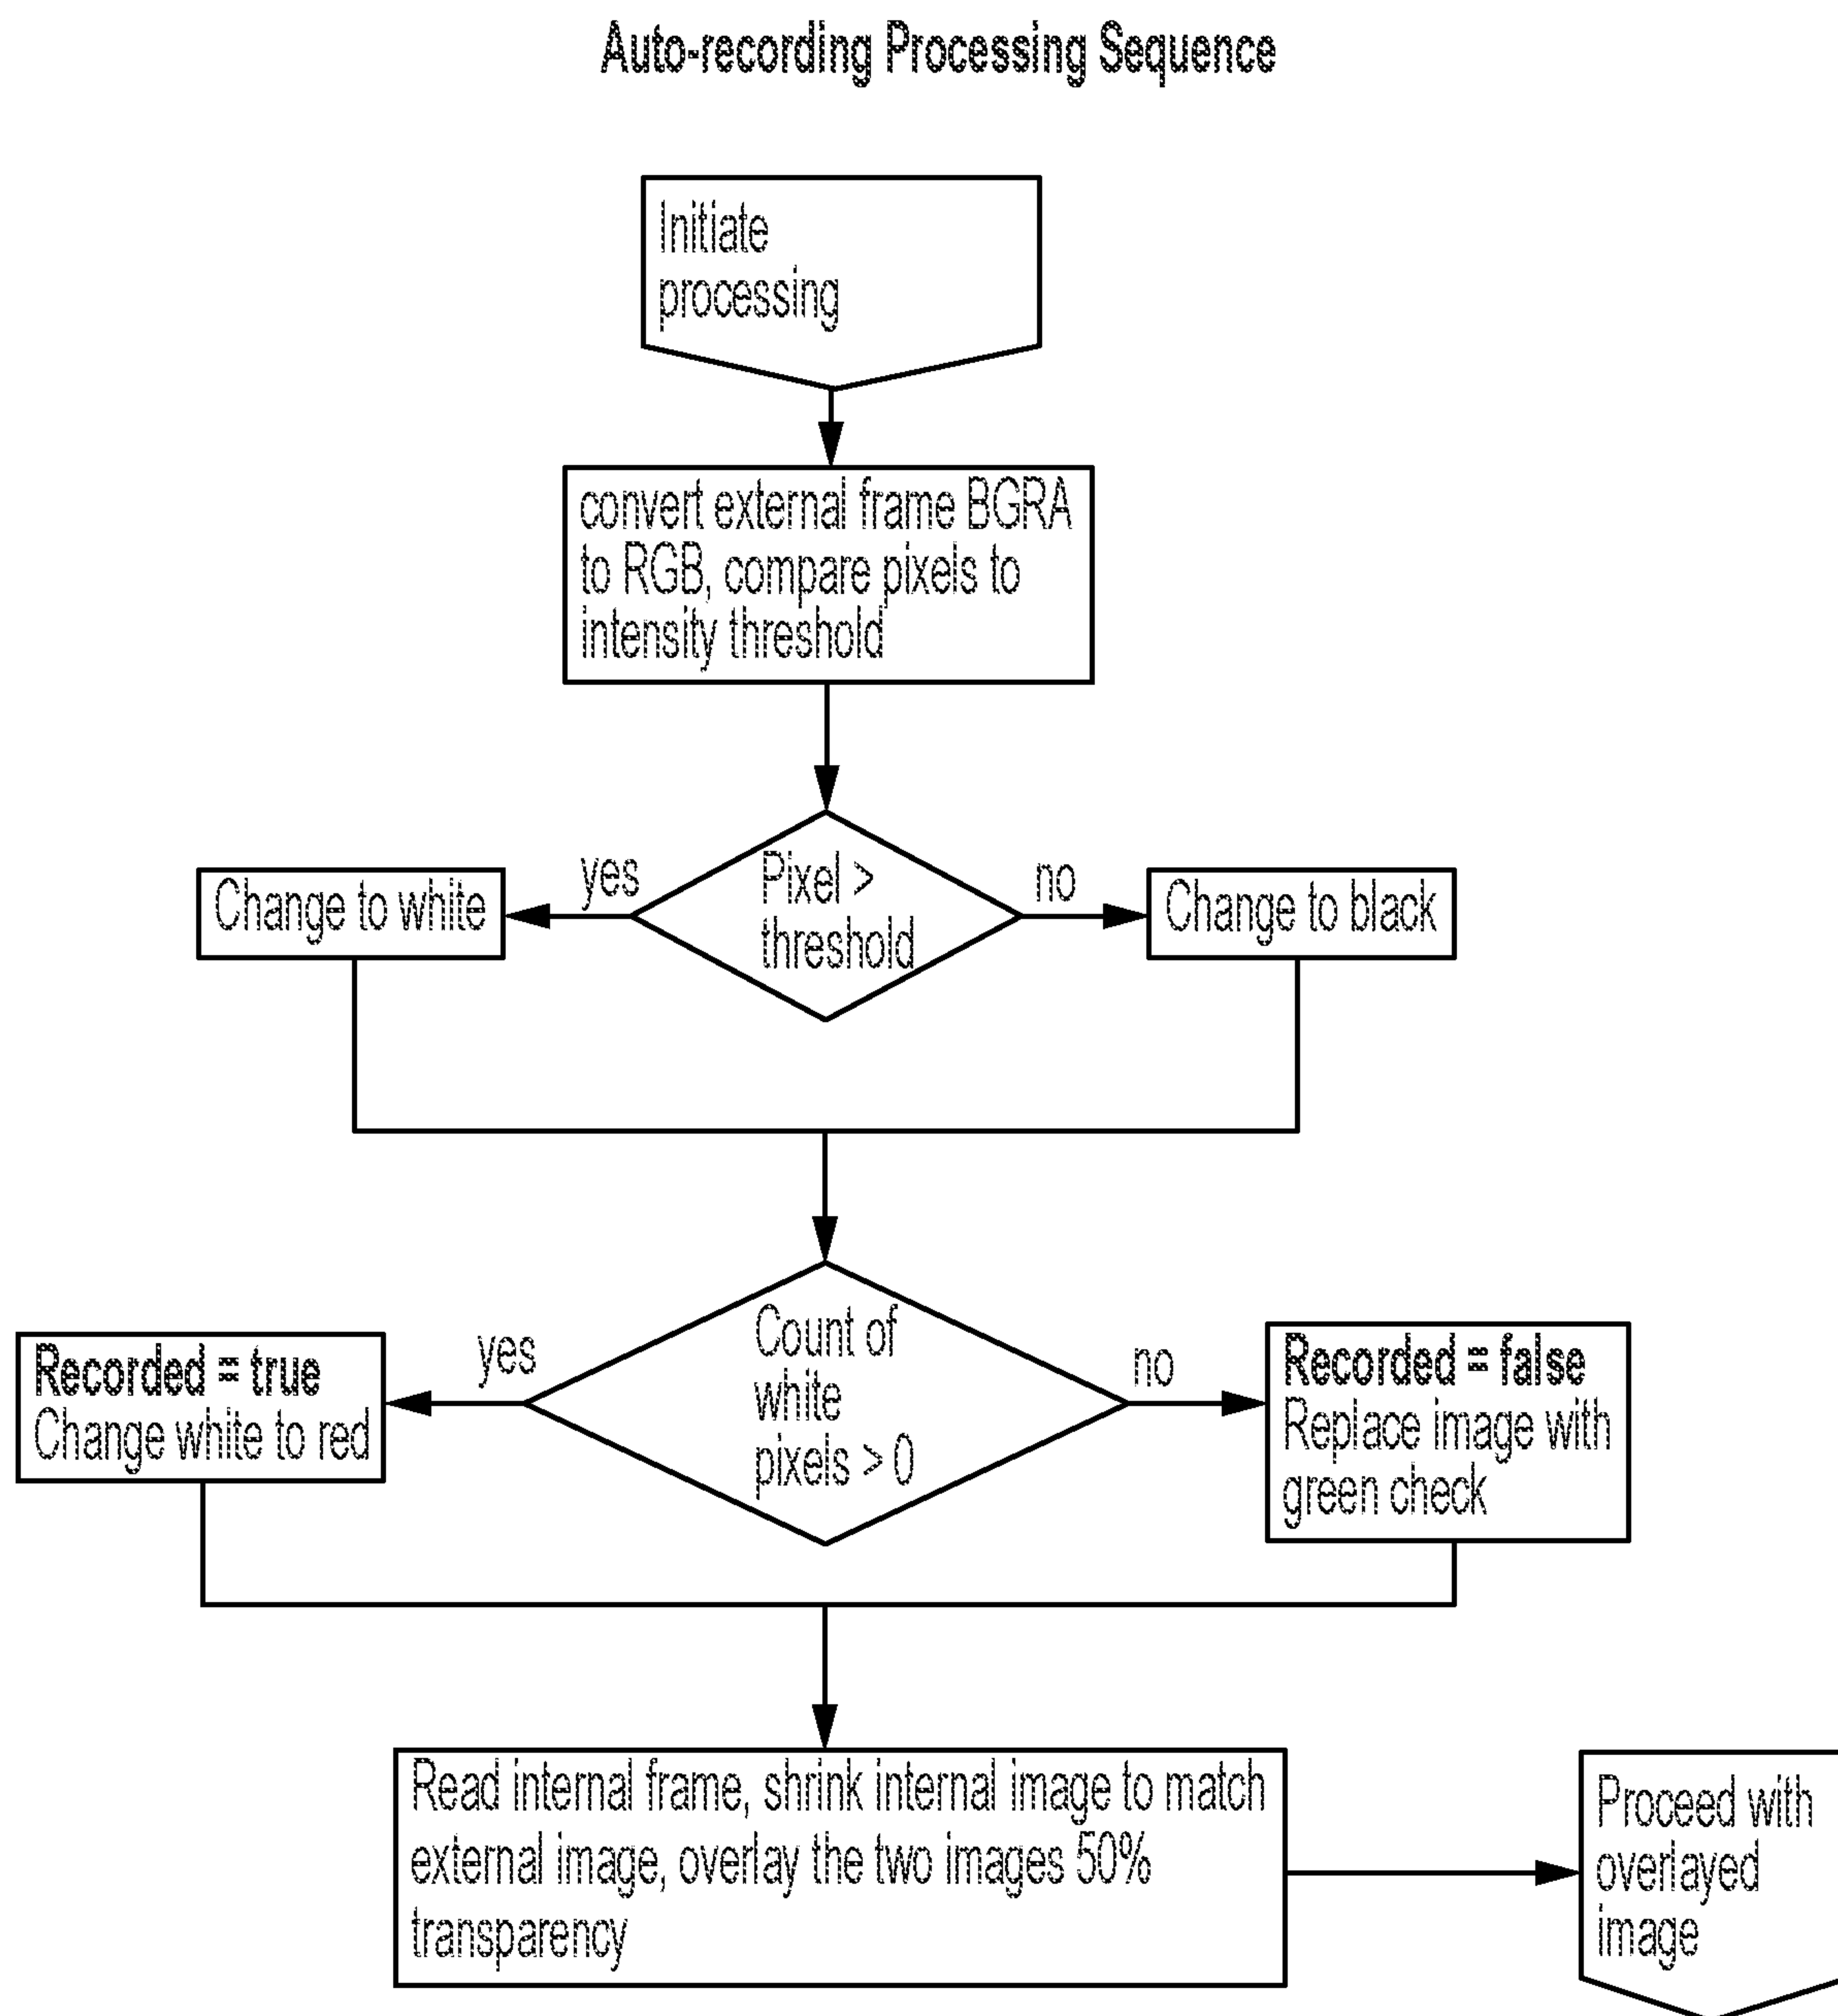 Auto-recording Processing Sequence
Initiate
processing
convert external frame BGRA
to RGB, compare pixels to
intensity threshold
yes
Pixel >
threshold
no
Change to white
Change to black
yes
Count of
white
pixels > 0
no
Recorded = true
Change white to red
Recorded = false
Replace image with
green check
Read internal frame, shrink internal image to match
external image, overlay the two images 50%
transparency
Proceed with
overlayed
image